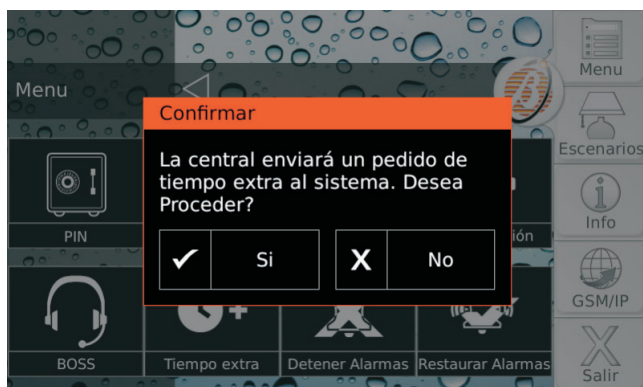 Menu
Menu
Confirmar
La central enviará un pedido de
tiempo extra al sistema. Desea
Proceder?
Si
No
Escenarios
Info
PIN
GSM/IP
BOSS
Tiempo extra
Detener Alarmas
Restaurar Alarmas
Salir